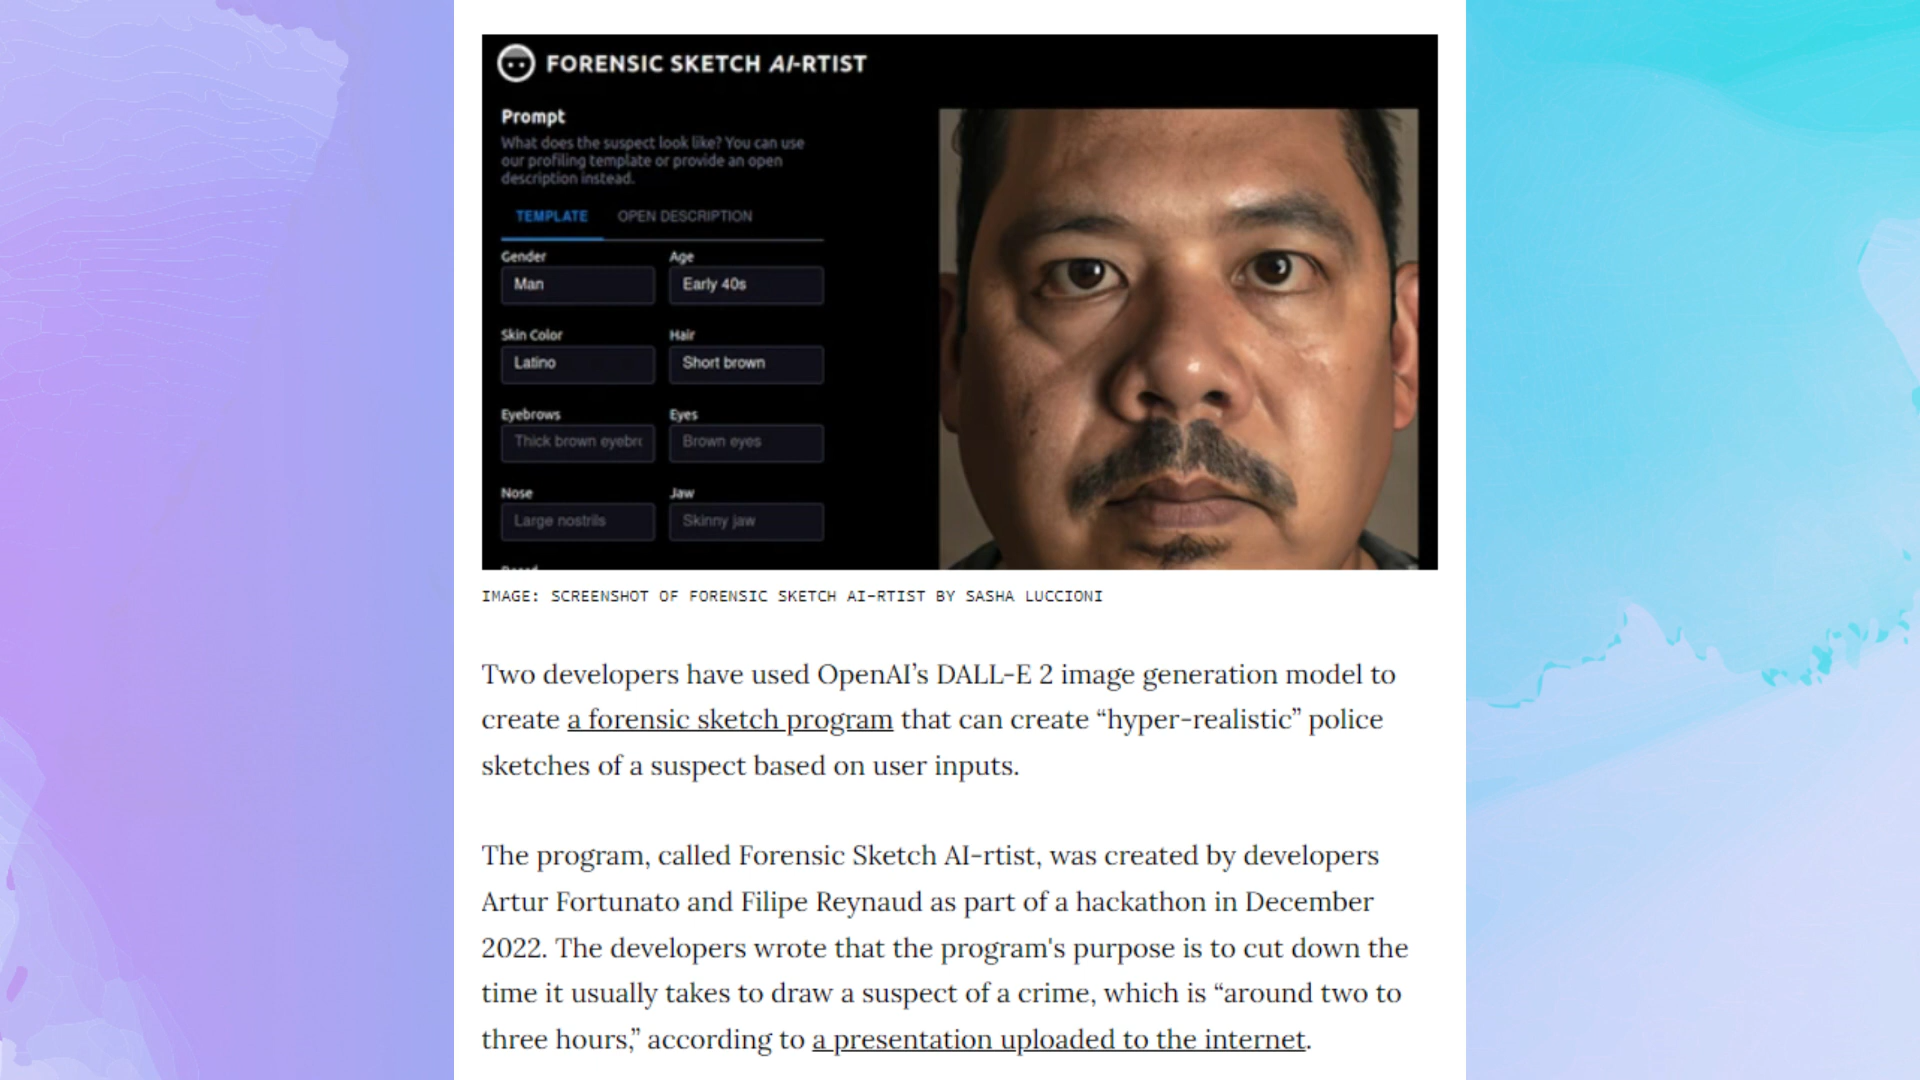 FORENSIC SKETCH AI-RTIST
Prompt
What does the suspect look like? You can use
our profiling template or provide an open
description instead.
TEMPLATE OPEN DESCRIPTION
Gender Age
Man Early 40s
Skin Color Hair
Latino Short brown
Eyebrows Eyes
Thick brown eyebr Brown eyes
Nose Jaw
Large nostrils Skinny jaw
IMAGE: SCREENSHOT OF FORENSIC SKETCH AI-RTIST BY SASHA LUCCIONI
Two developers have used OpenAI’s DALL-E 2 image generation model to
create a forensic sketch program that can create “hyper-realistic” police
sketches of a suspect based on user inputs.
The program, called Forensic Sketch AI-rtist, was created by developers
Artur Fortunato and Filipe Reynaud as part of a hackathon in December
2022. The developers wrote that the program's purpose is to cut down the
time it usually takes to draw a suspect of a crime, which is “around two to
three hours,” according to a presentation uploaded to the internet.